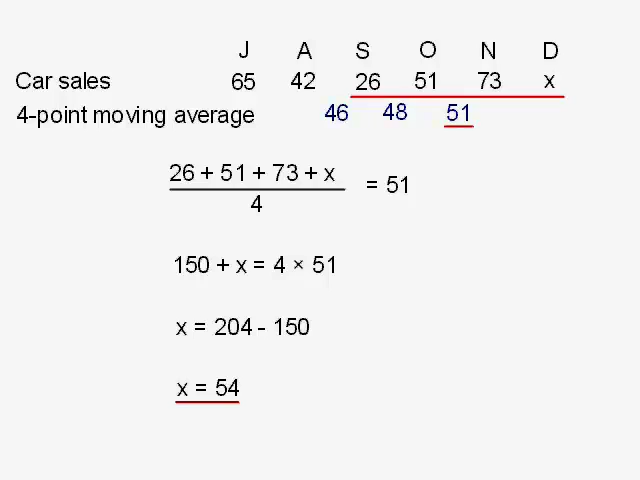 J A S O N D
Car sales 65 42 26 51 73 x
4-point moving average 46 48 51
26 + 51 + 73 + x
4
= 51
150 + x = 4 × 51
x = 204 - 150
x = 54